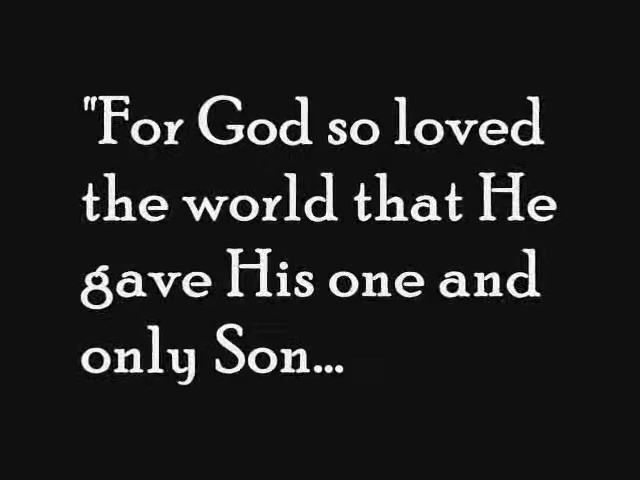 "For God so loved
the world that He
gave His one and
only Son...